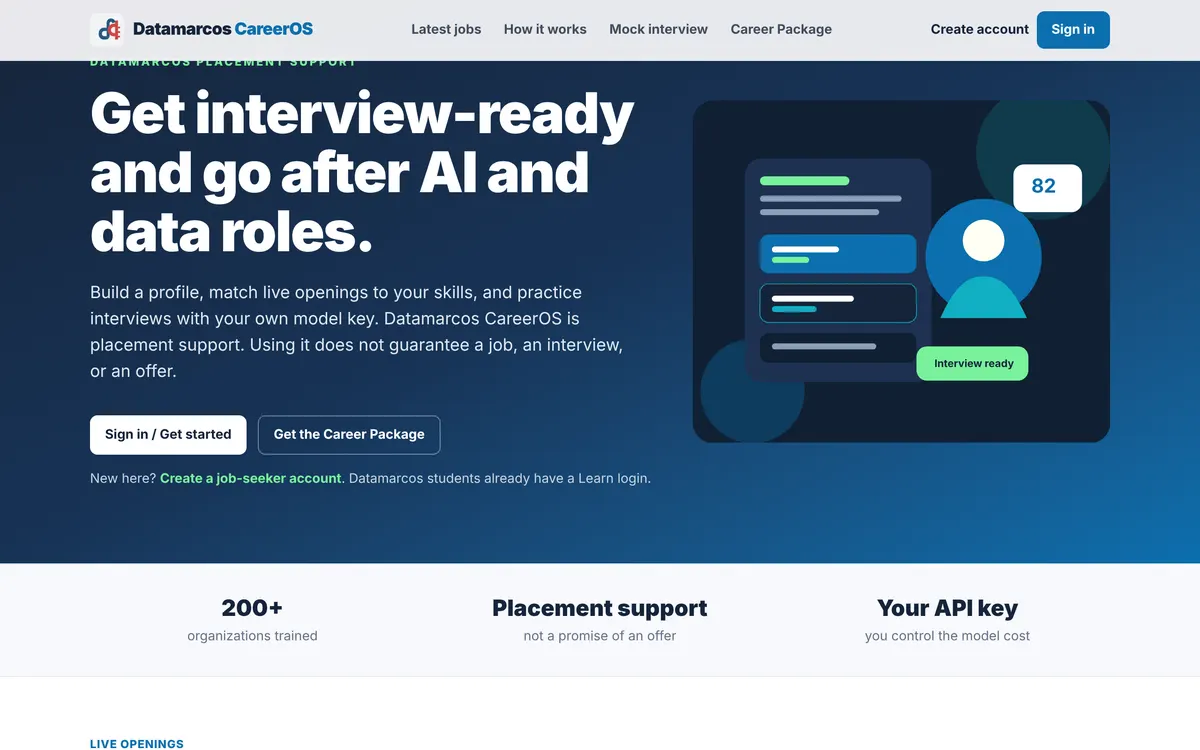 Datamarcos CareerOS
Latest jobs
How it works
Mock interview
Career Package
Create account
Sign in
DATAMARCOS PLACEMENT SUPPORT
Get interview-ready
and go after AI and
data roles.
Build a profile, match live openings to your skills, and practice
interviews with your own model key. Datamarcos CareerOS is
placement support. Using it does not guarantee a job, an interview,
or an offer.
Sign in / Get started
Get the Career Package
New here? Create a job-seeker account. Datamarcos students already have a Learn login.
82
Interview ready
200+
organizations trained
Placement support
not a promise of an offer
Your API key
you control the model cost
LIVE OPENINGS